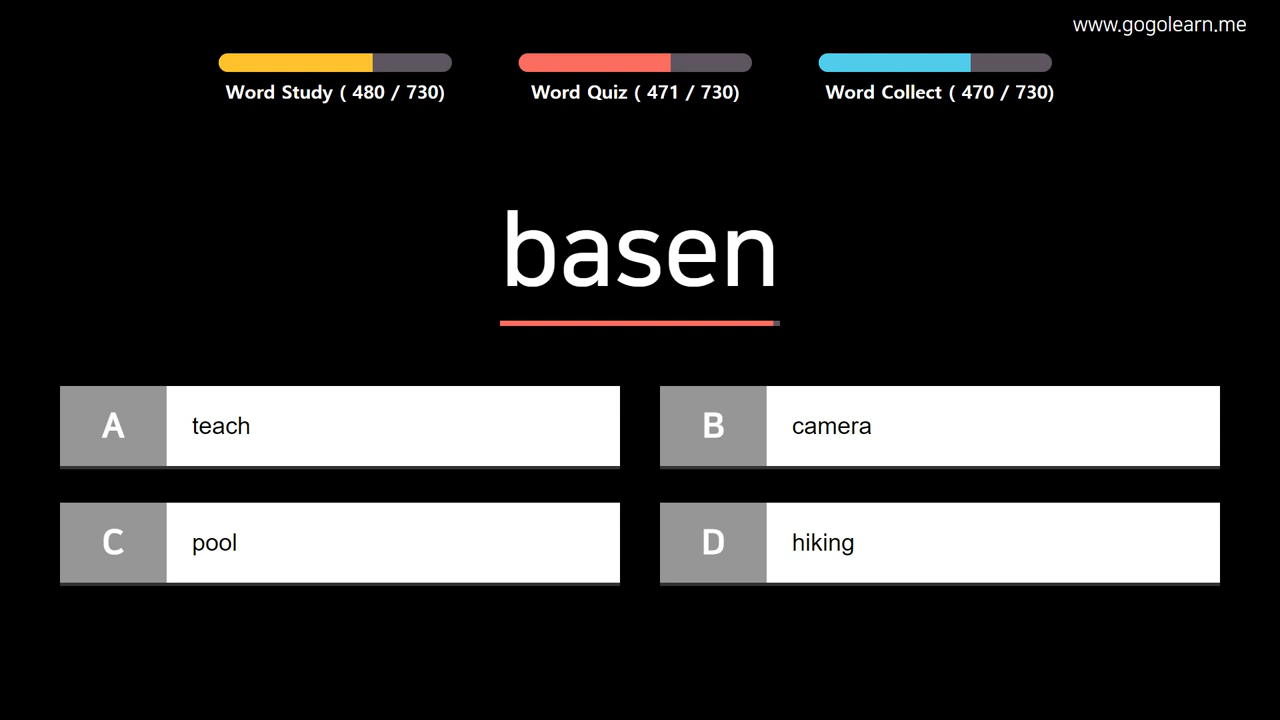 www.gogolearn.me
Word Study ( 480 / 730)
Word Quiz ( 471 / 730)
Word Collect ( 470 / 730)
basen
A teach
B camera
C pool
D hiking